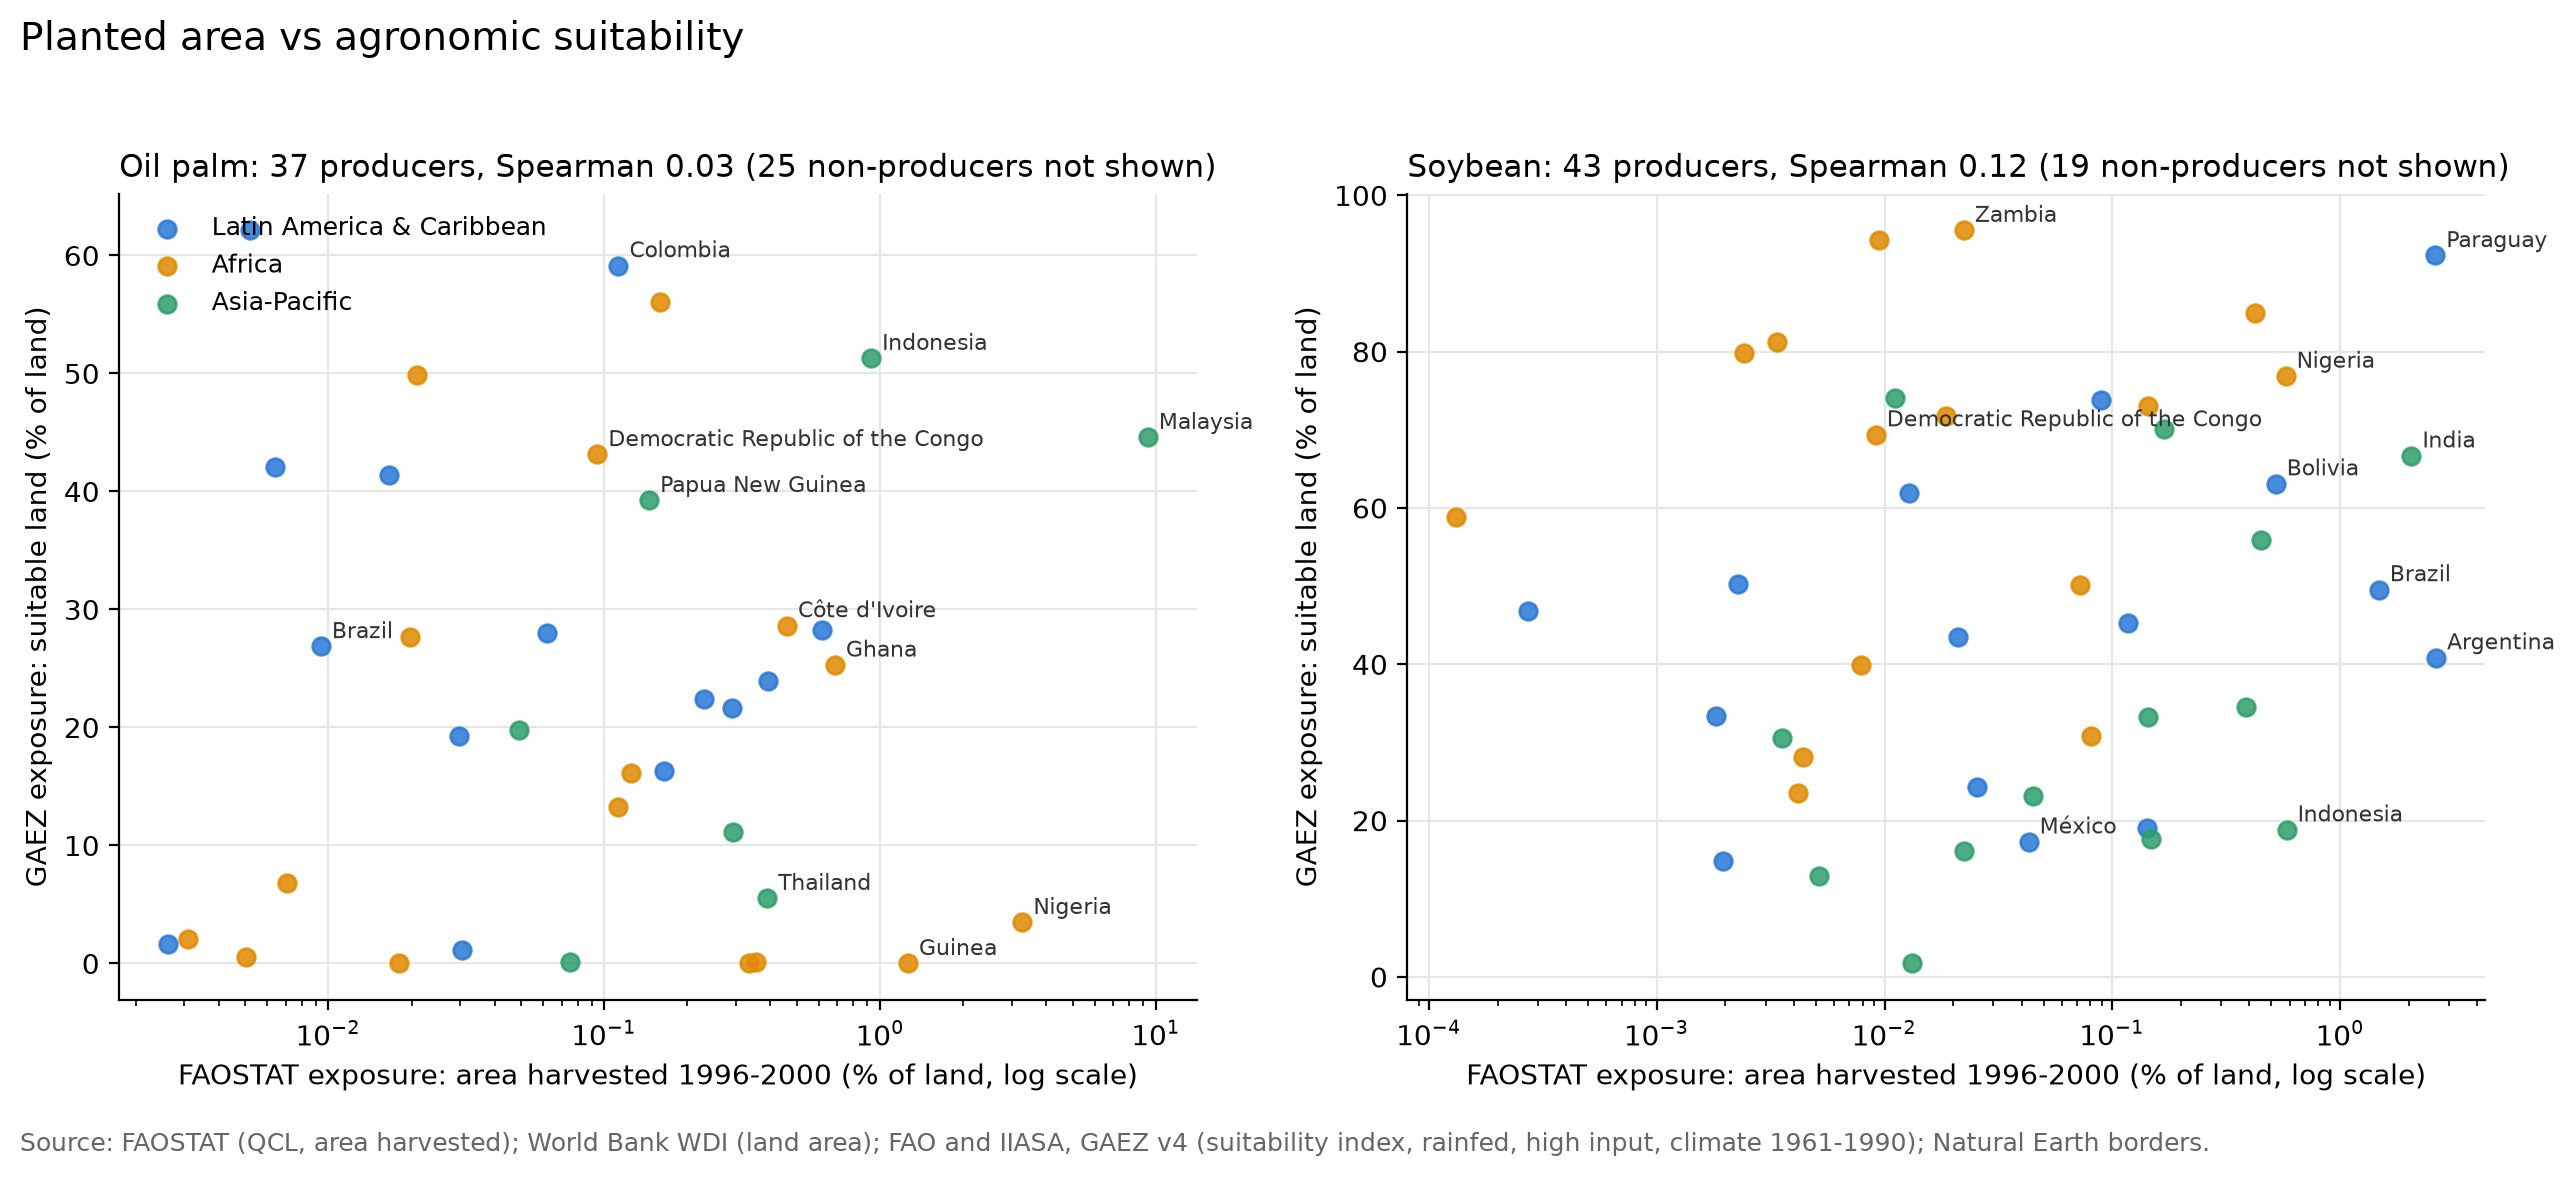 Planted area vs agronomic suitability
Oil palm: 37 producers, Spearman 0.03 (25 non-producers not shown)
GAEZ exposure: suitable land (% of land)
60
50
40
30
20
10
0
Latin America & Caribbean
Africa
Asia-Pacific
Colombia
Indonesia
Malaysia
Democratic Republic of the Congo
Papua New Guinea
Côte d'Ivoire
Brazil
Ghana
Thailand
Nigeria
Guinea
10⁻²
10⁻¹
10⁰
10¹
FAOSTAT exposure: area harvested 1996-2000 (% of land, log scale)
Soybean: 43 producers, Spearman 0.12 (19 non-producers not shown)
GAEZ exposure: suitable land (% of land)
100
80
60
40
20
0
Zambia
Paraguay
Nigeria
Democratic Republic of the Congo
India
Bolivia
Brazil
Argentina
Indonesia
México
10⁻⁴
10⁻³
10⁻²
10⁻¹
10⁰
FAOSTAT exposure: area harvested 1996-2000 (% of land, log scale)
Source: FAOSTAT (QCL, area harvested); World Bank WDI (land area); FAO and IIASA, GAEZ v4 (suitability index, rainfed, high input, climate 1961-1990); Natural Earth borders.